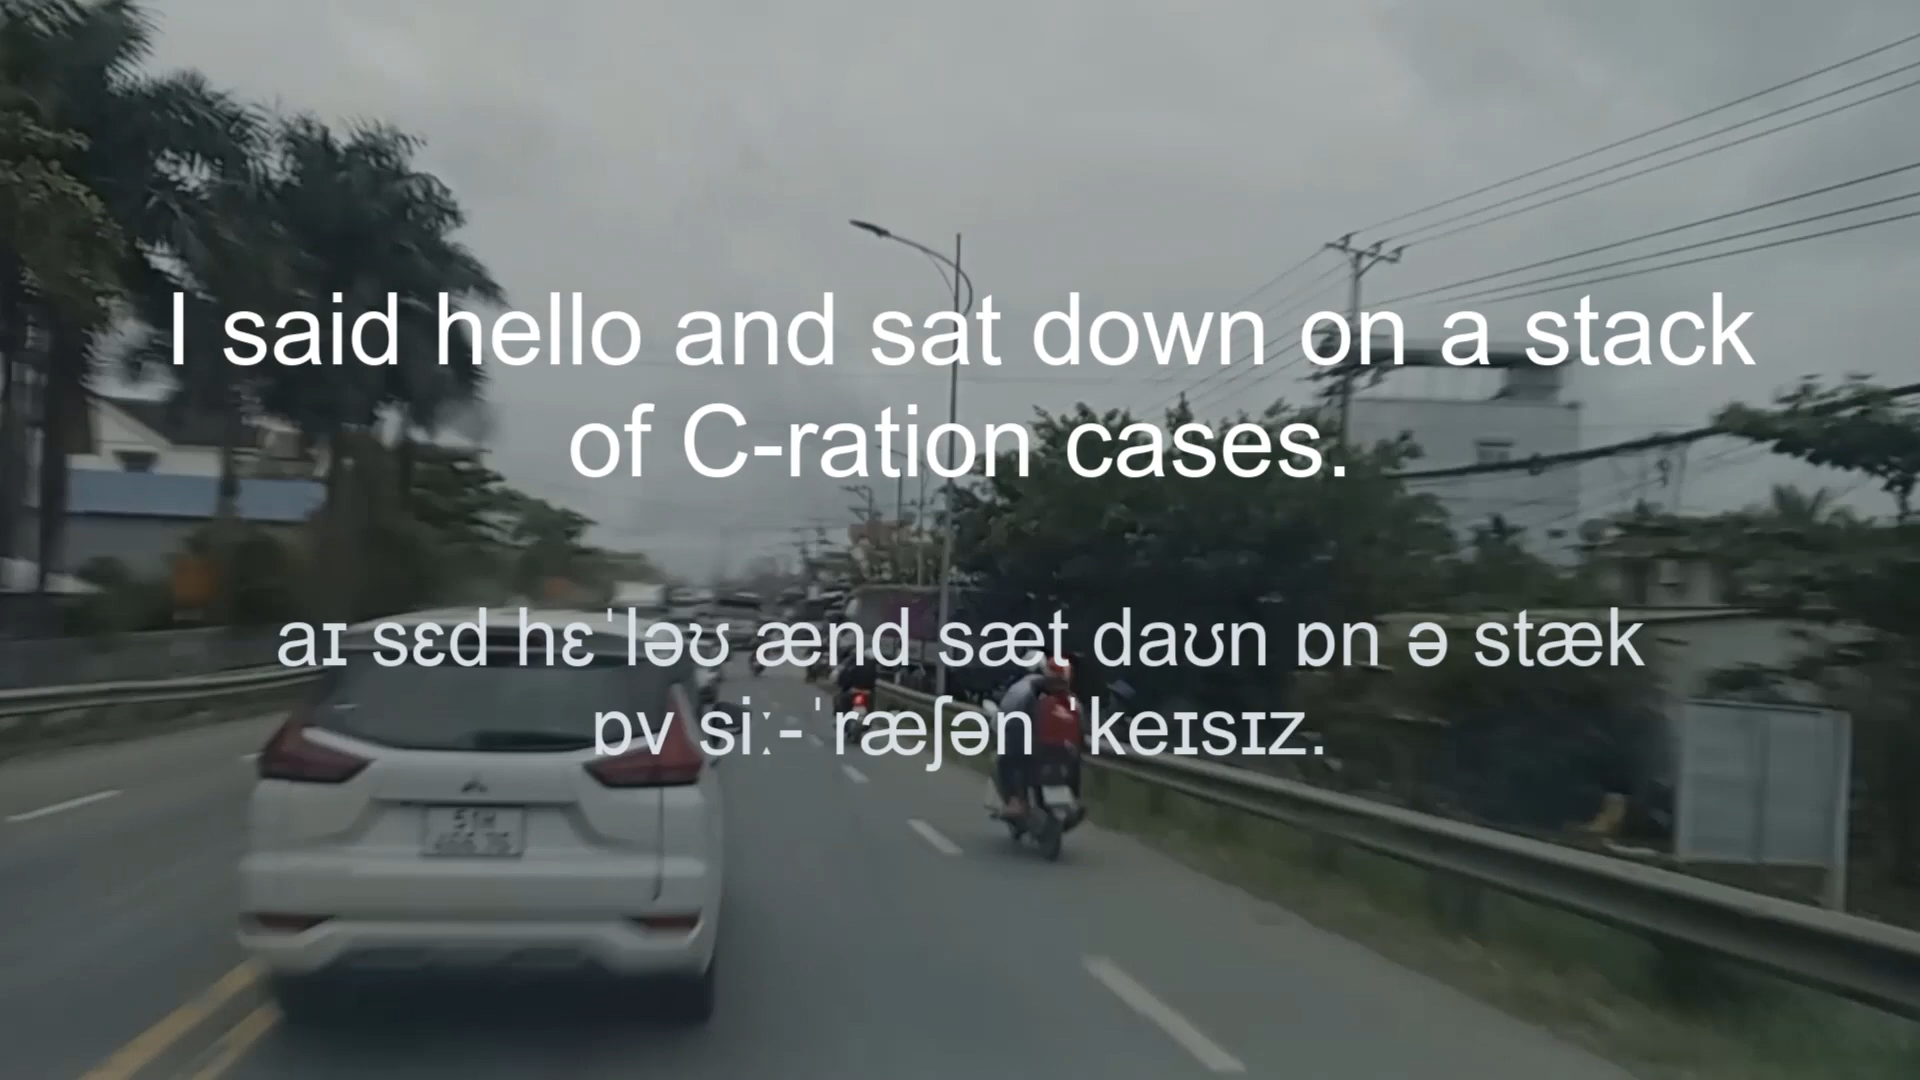 I said hello and sat down on a stack
of C-ration cases.
aɪ sɛd hɛˈləʊ ænd sæt daʊn ɒn ə stæk
ɒv siː- ˈræʃən ˈkeɪsɪz.
51H